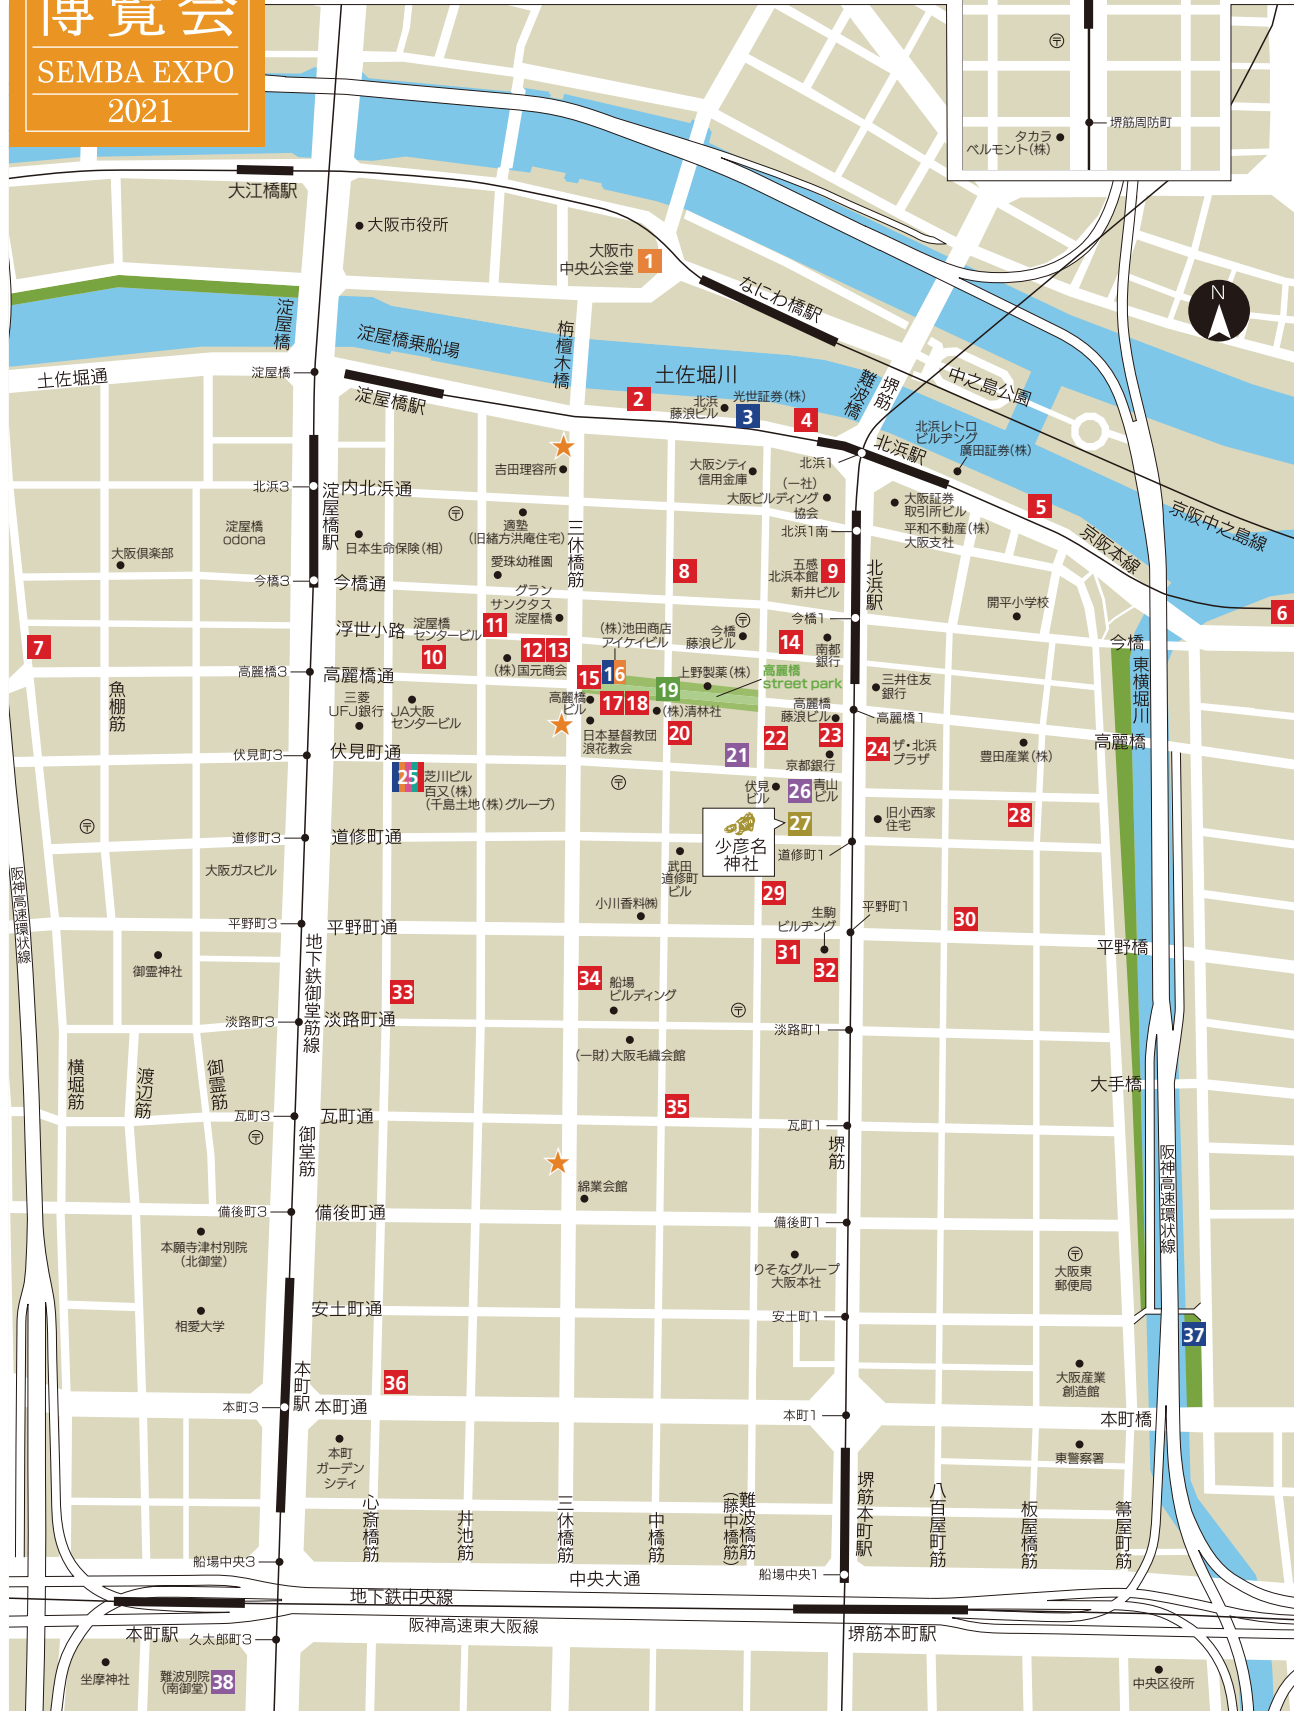 博覧会
SEMBA EXPO
2021
堺筋周防町
タカラ
ベルモント(株)
大江橋駅
大阪市役所
大阪市
中央公会堂
1
なにわ橋駅
N
淀屋橋
淀屋橋乗船場
栴檀木橋
土佐堀川
難波橋
堺筋
中之島公園
土佐堀通
淀屋橋
淀屋橋駅
2
北浜
藤浪ビル
光世証券(株)
3
4
北浜駅
北浜レトロ
ビルヂング
廣田証券(株)
吉田理容所
大阪シティ
信用金庫
北浜1
(一社)
大阪ビルディング
協会
大阪証券
取引所ビル
平和不動産(株)
大阪支社
5
京阪本線
京阪中之島線
北浜3
内北浜通
淀屋橋駅
淀屋橋
odona
適塾
(旧緒方洪庵住宅)
三休橋筋
北浜1南
大阪倶楽部
日本生命保険(相)
愛珠幼稚園
8
五感
北浜本館
9
新井ビル
北浜駅
今橋3
今橋通
グラン
サンクタス
淀屋橋
開平小学校
6
浮世小路
淀屋橋
センタービル
11
(株)池田商店
アイケイビル
今橋
藤浪ビル
今橋1
14
南都
銀行
今橋
7
10
12
13
高麗橋3
高麗橋通
(株)国元商会
15
16
上野製薬(株)
高麗橋
street park
三井住友
銀行
東横堀川
魚棚筋
三菱
UFJ銀行
JA大阪
センタービル
高麗橋
ビル
17
18
19
(株)清林社
高麗橋
藤浪ビル
高麗橋1
日本基督教団
浪花教会
20
22
23
24
ザ・北浜
プラザ
豊田産業(株)
高麗橋
伏見町3
伏見町通
21
京都銀行
25
芝川ビル
百又(株)
(千島土地(株)グループ)
伏見
ビル
26
青山
ビル
旧小西家
住宅
28
少彦名
神社
27
道修町3
道修町通
道修町1
大阪ガスビル
武田
道修町
ビル
29
阪神高速環状線
小川香料㈱
生駒
ビルヂング
平野町1
30
平野町3
平野町通
地下鉄御堂筋線
平野橋
御霊神社
31
32
34
船場
ビルディング
33
淡路町3
淡路町通
淡路町1
(一財)大阪毛織会館
横堀筋
渡辺筋
御霊筋
大手橋
35
瓦町3
瓦町通
瓦町1
御堂筋
堺筋
阪神高速環状線
綿業会館
備後町3
備後町通
備後町1
本願寺津村別院
(北御堂)
りそなグループ
大阪本社
大阪東
郵便局
安土町通
安土町1
相愛大学
37
本町駅
36
大阪産業
創造館
本町3
本町通
本町1
本町橋
本町
ガーデン
シティ
東警察署
心斎橋筋
丼池筋
三休橋筋
中橋筋
難波橋筋
(藤中橋筋)
堺筋本町駅
八百屋町筋
板屋橋筋
箒屋町筋
船場中央3
中央大通
船場中央1
地下鉄中央線
阪神高速東大阪線
本町駅
久太郎町3
堺筋本町駅
坐摩神社
難波別院
(南御堂)
38
中央区役所